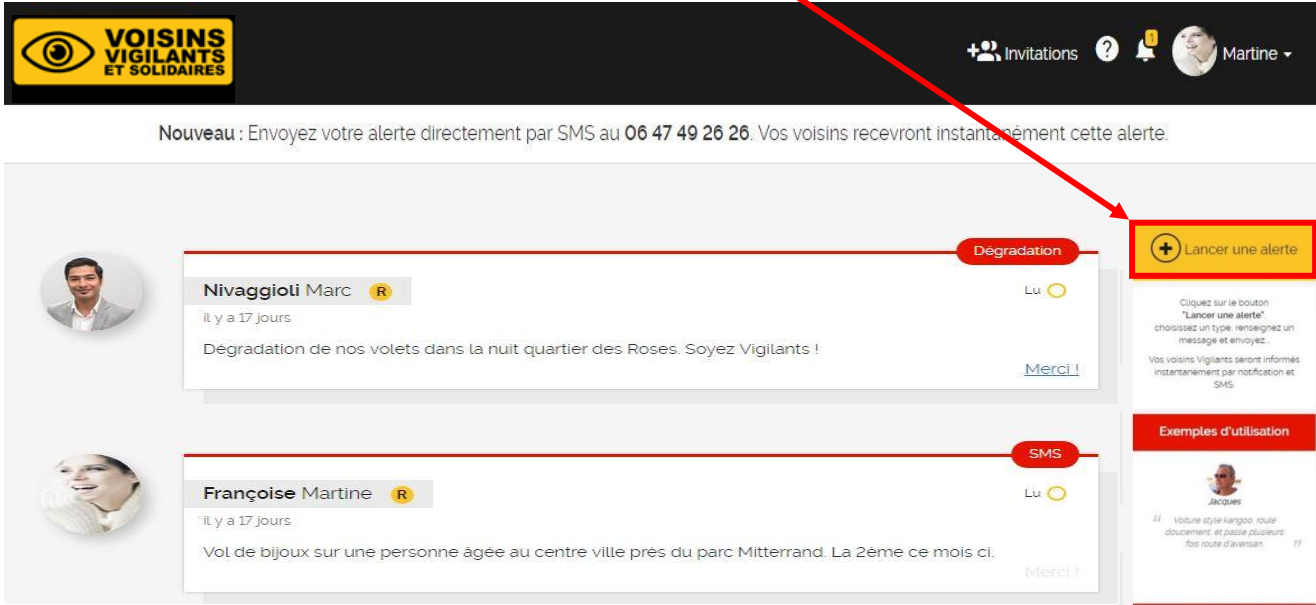 VOISINS
VIGILANTS
ET SOLIDAIRES
Invitations
?
1
Martine
Nouveau : Envoyez votre alerte directement par SMS au 06 47 49 26 26. Vos voisins recevront instantanément cette alerte.
Dégradation
Nivaggioli Marc R
Lu
il y a 17 jours
Dégradation de nos volets dans la nuit quartier des Roses. Soyez Vigilants !
Merci !
SMS
Françoise Martine R
Lu
il y a 17 jours
Vol de bijoux sur une personne âgée au centre ville près du parc Mitterrand. La 2ème ce mois ci.
Merci !
Lancer une alerte
Cliquez sur le bouton
"Lancer une alerte",
choisissez un type, renseignez un
message et envoyez...
Vos voisins Vigilants seront informés
instantanement par notification et
SMS.
Exemples d'utilisation
Jacques
" Voiture style kangoo, roule
doucement, et passe plusieurs
fois route d'avensan "